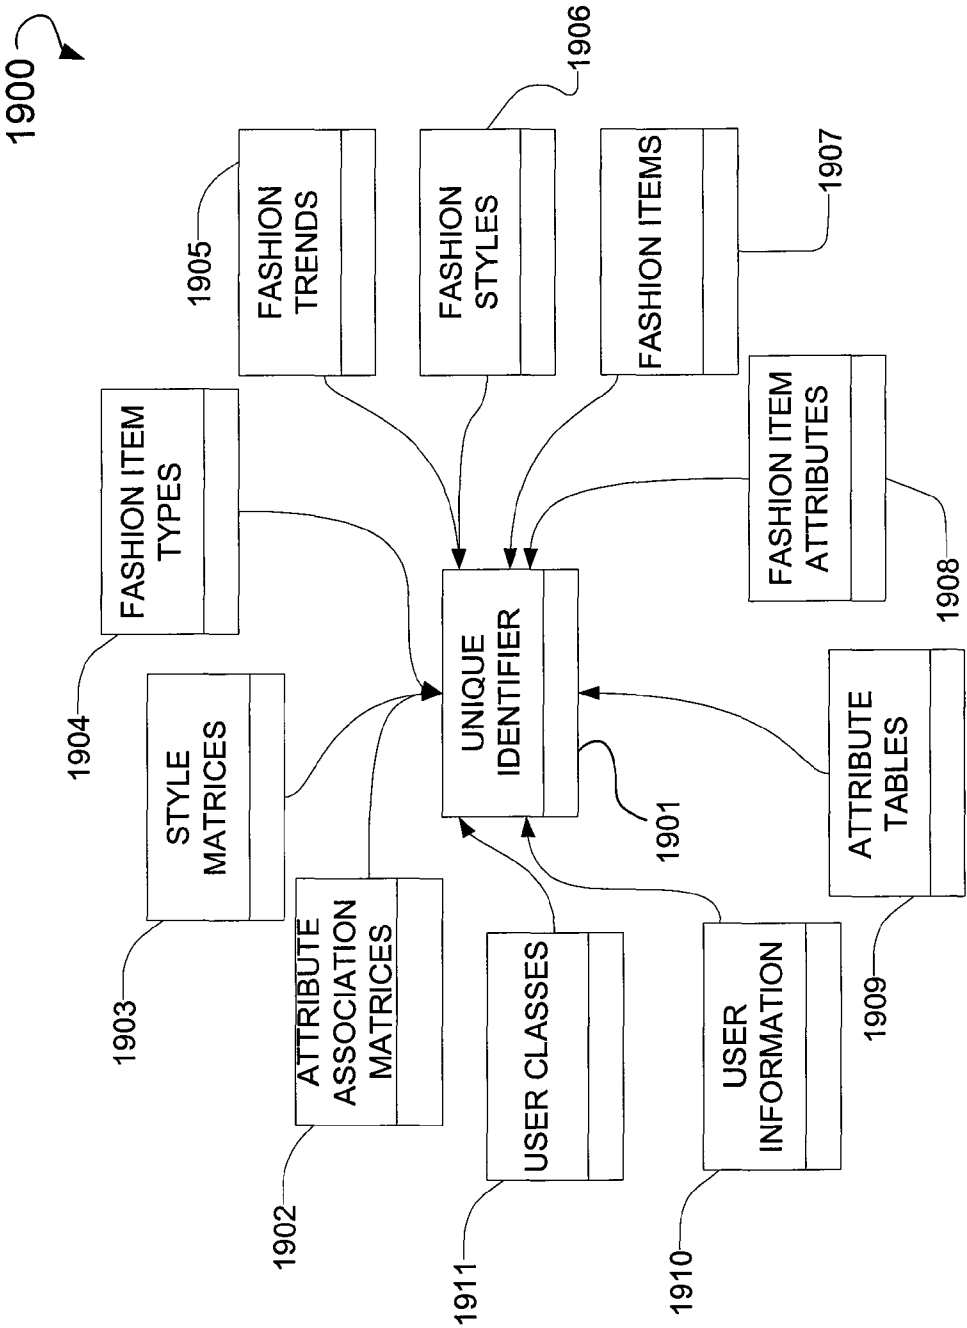 1900
1904
FASHION ITEM
TYPES
1905
FASHION
TRENDS
1903
STYLE
MATRICES
1906
FASHION
STYLES
1902
ATTRIBUTE
ASSOCIATION
MATRICES
UNIQUE
IDENTIFIER
1901
FASHION ITEMS
1907
1911
USER CLASSES
1910
USER
INFORMATION
1909
ATTRIBUTE
TABLES
FASHION ITEM
ATTRIBUTES
1908